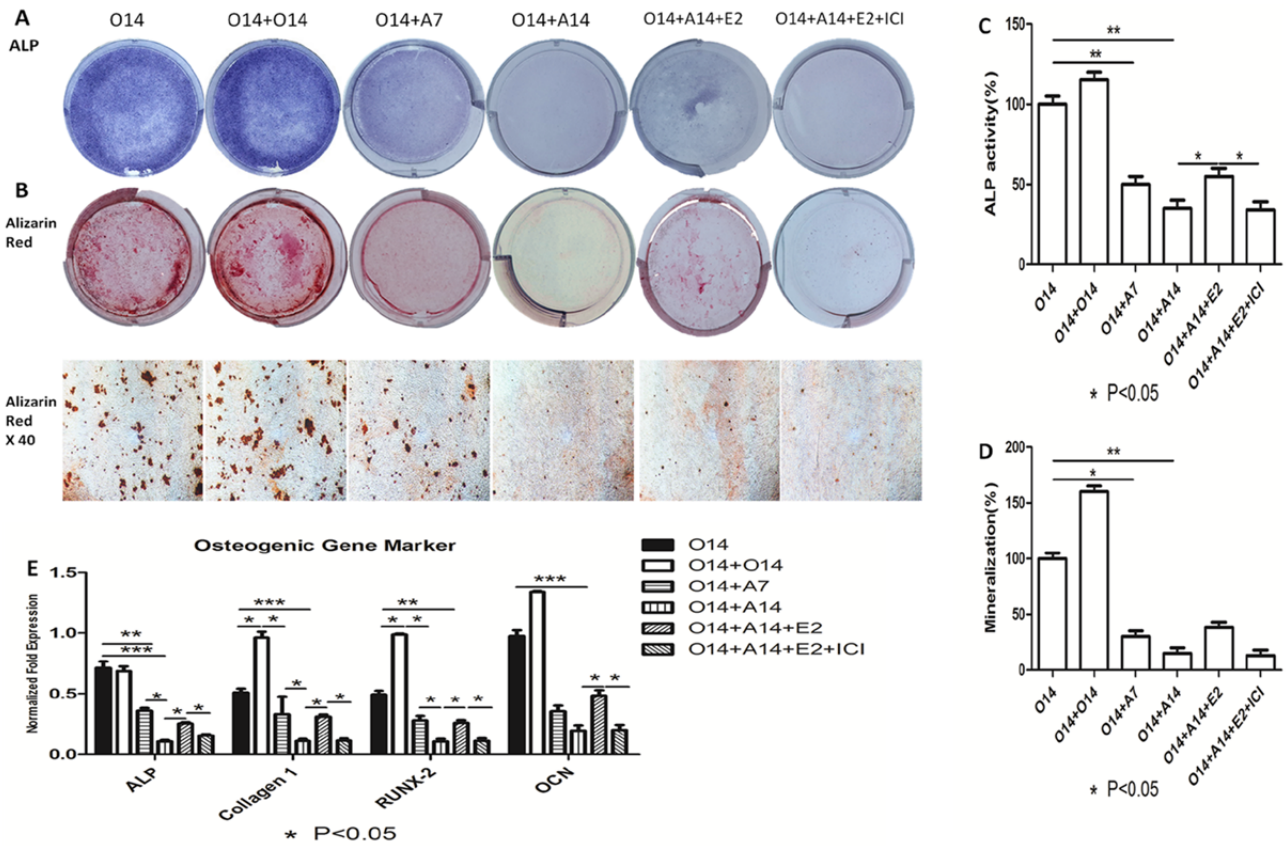 A
O14
O14+O14
O14+A7
O14+A14
O14+A14+E2
O14+A14+E2+ICI
ALP
B
Alizarin
Red
Alizarin
Red
X 40
C
ALP activity(%)
150
100
50
0
**
**
*
*
O14
O14+O14
O14+A7
O14+A14
O14+A14+E2
O14+A14+E2+ICI
* P<0.05
D
Mineralization(%)
200
150
100
50
0
**
*
O14
O14+O14
O14+A7
O14+A14
O14+A14+E2
O14+A14+E2+ICI
* P<0.05
E
Osteogenic Gene Marker
Normalized Fold Expression
1.5
1.0
0.5
0.0
**
***
*
*
*
***
*
*
*
*
*
**
*
*
*
*
*
***
*
*
ALP
Collagen 1
RUNX-2
OCN
* P<0.05
O14
O14+O14
O14+A7
O14+A14
O14+A14+E2
O14+A14+E2+ICI